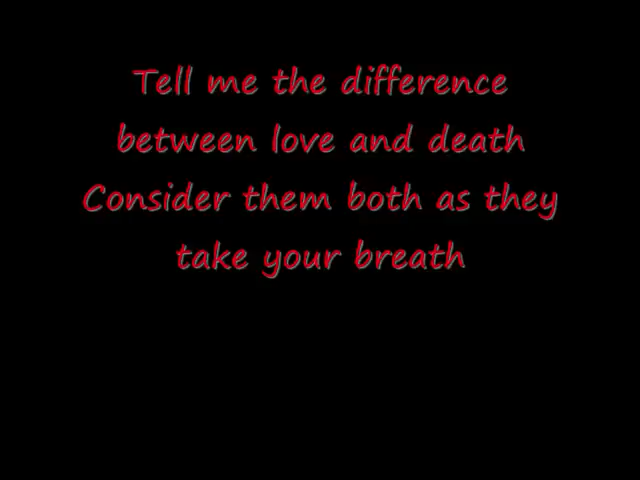 Tell me the difference
between love and death
Consider them both as they
take your breath